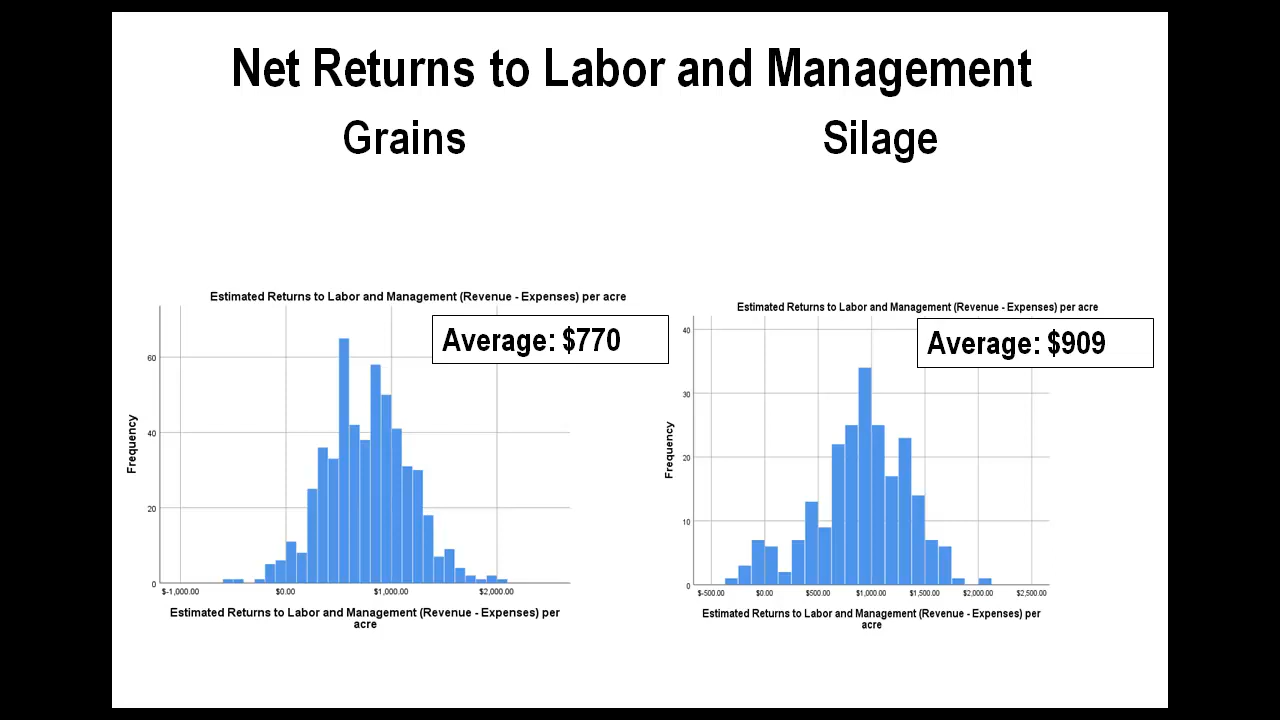 Net Returns to Labor and Management
Grains
Silage
Estimated Returns to Labor and Management (Revenue - Expenses) per acre
Average: $770
60
40
20
0
Frequency
$-1,000.00
$0.00
$1,000.00
$2,000.00
Estimated Returns to Labor and Management (Revenue - Expenses) per
acre
Estimated Returns to Labor and Management (Revenue - Expenses) per acre
Average: $909
40
30
20
10
0
Frequency
$-500.00
$0.00
$500.00
$1,000.00
$1,500.00
$2,000.00
$2,500.00
Estimated Returns to Labor and Management (Revenue - Expenses) per
acre